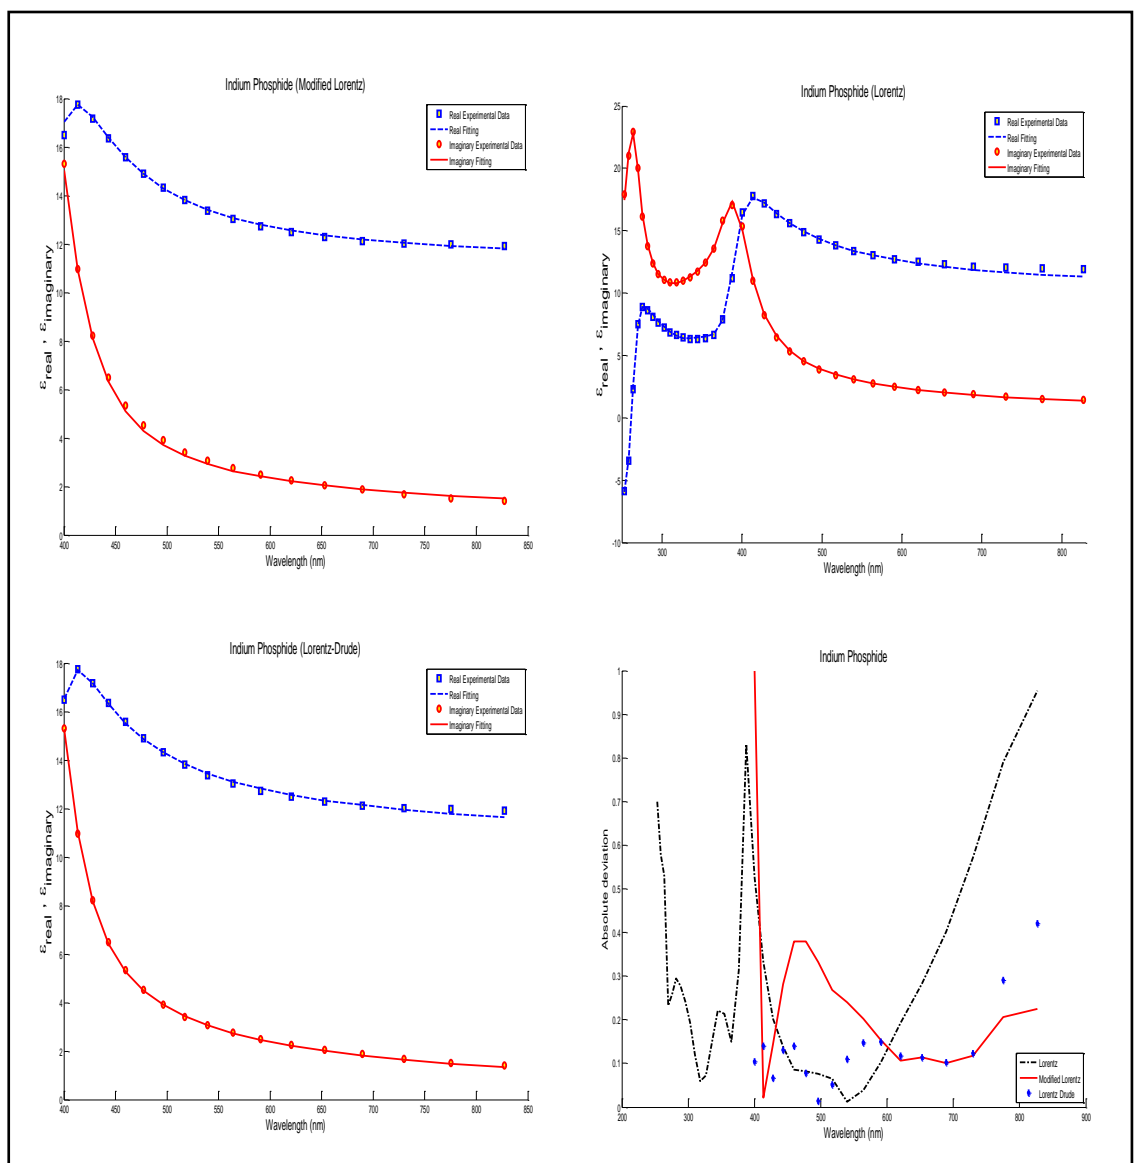 Indium Phosphide (Modified Lorentz)
18
16
14
12
10
8
6
4
2
0
400
450
500
550
600
650
700
750
800
850
εreal , εimaginary
Wavelength (nm)
Real Experimental Data
Real Fitting
Imaginary Experimental Data
Imaginary Fitting
Indium Phosphide (Lorentz)
25
20
15
10
5
0
-5
-10
300
400
500
600
700
800
εreal , εimaginary
Wavelength (nm)
Real Experimental Data
Real Fitting
Imaginary Experimental Data
Imaginary Fitting
Indium Phosphide (Lorentz-Drude)
18
16
14
12
10
8
6
4
2
0
400
450
500
550
600
650
700
750
800
850
εreal , εimaginary
Wavelength (nm)
Real Experimental Data
Real Fitting
Imaginary Experimental Data
Imaginary Fitting
Indium Phosphide
1
0.9
0.8
0.7
0.6
0.5
0.4
0.3
0.2
0.1
0
200
300
400
500
600
700
800
900
Absolute deviation
Wavelength (nm)
Lorentz
Modified Lorentz
Lorentz Drude